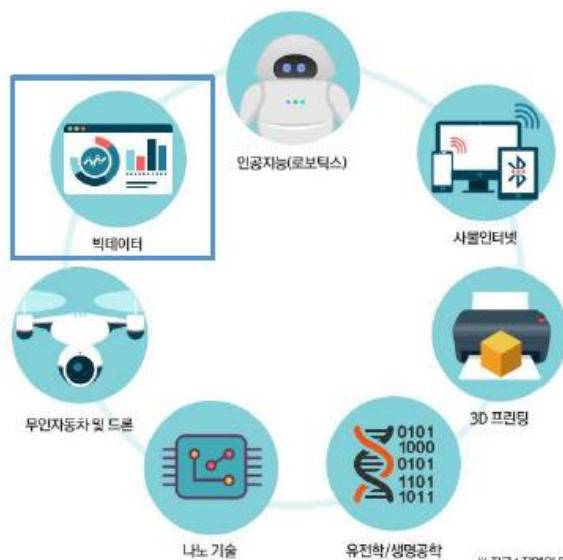 인공지능(로보틱스)
빅데이터
사물인터넷
무인자동차 및 드론
3D 프린팅
0101
1000
0101
1101
1011
나노 기술
유전학/생명공학